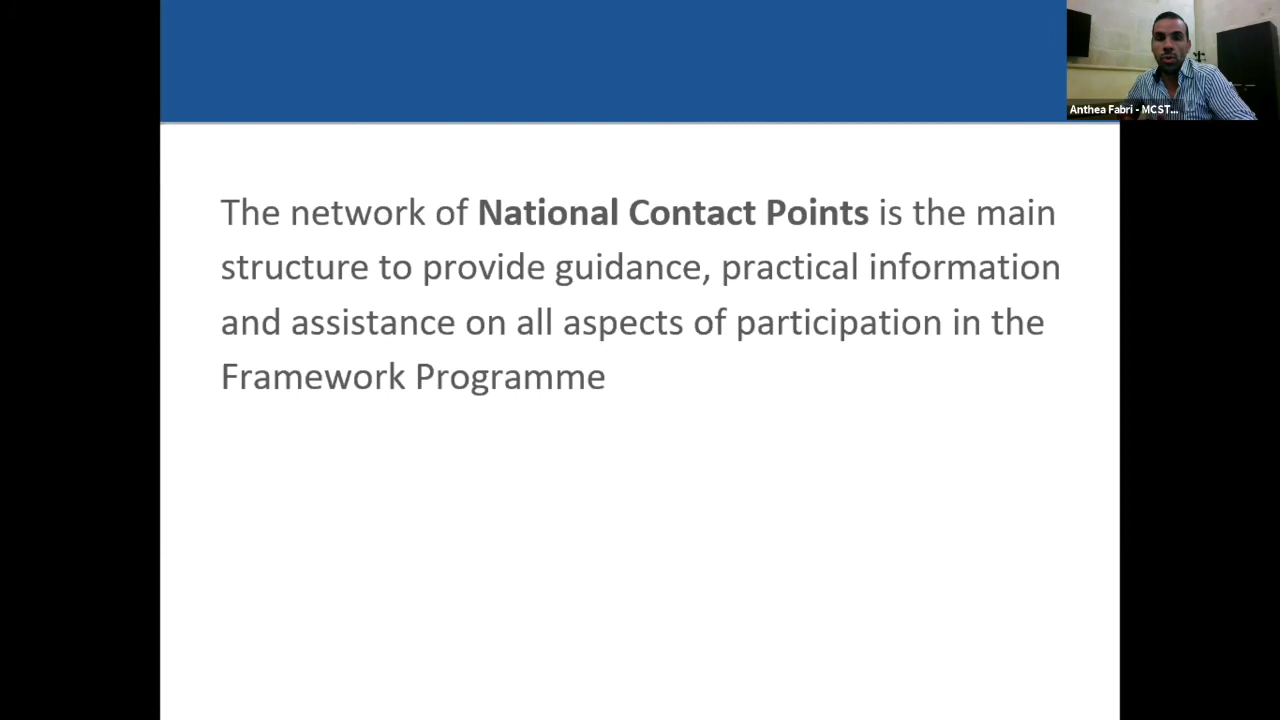 Anthea Fabri - MCST...
The network of National Contact Points is the main
structure to provide guidance, practical information
and assistance on all aspects of participation in the
Framework Programme